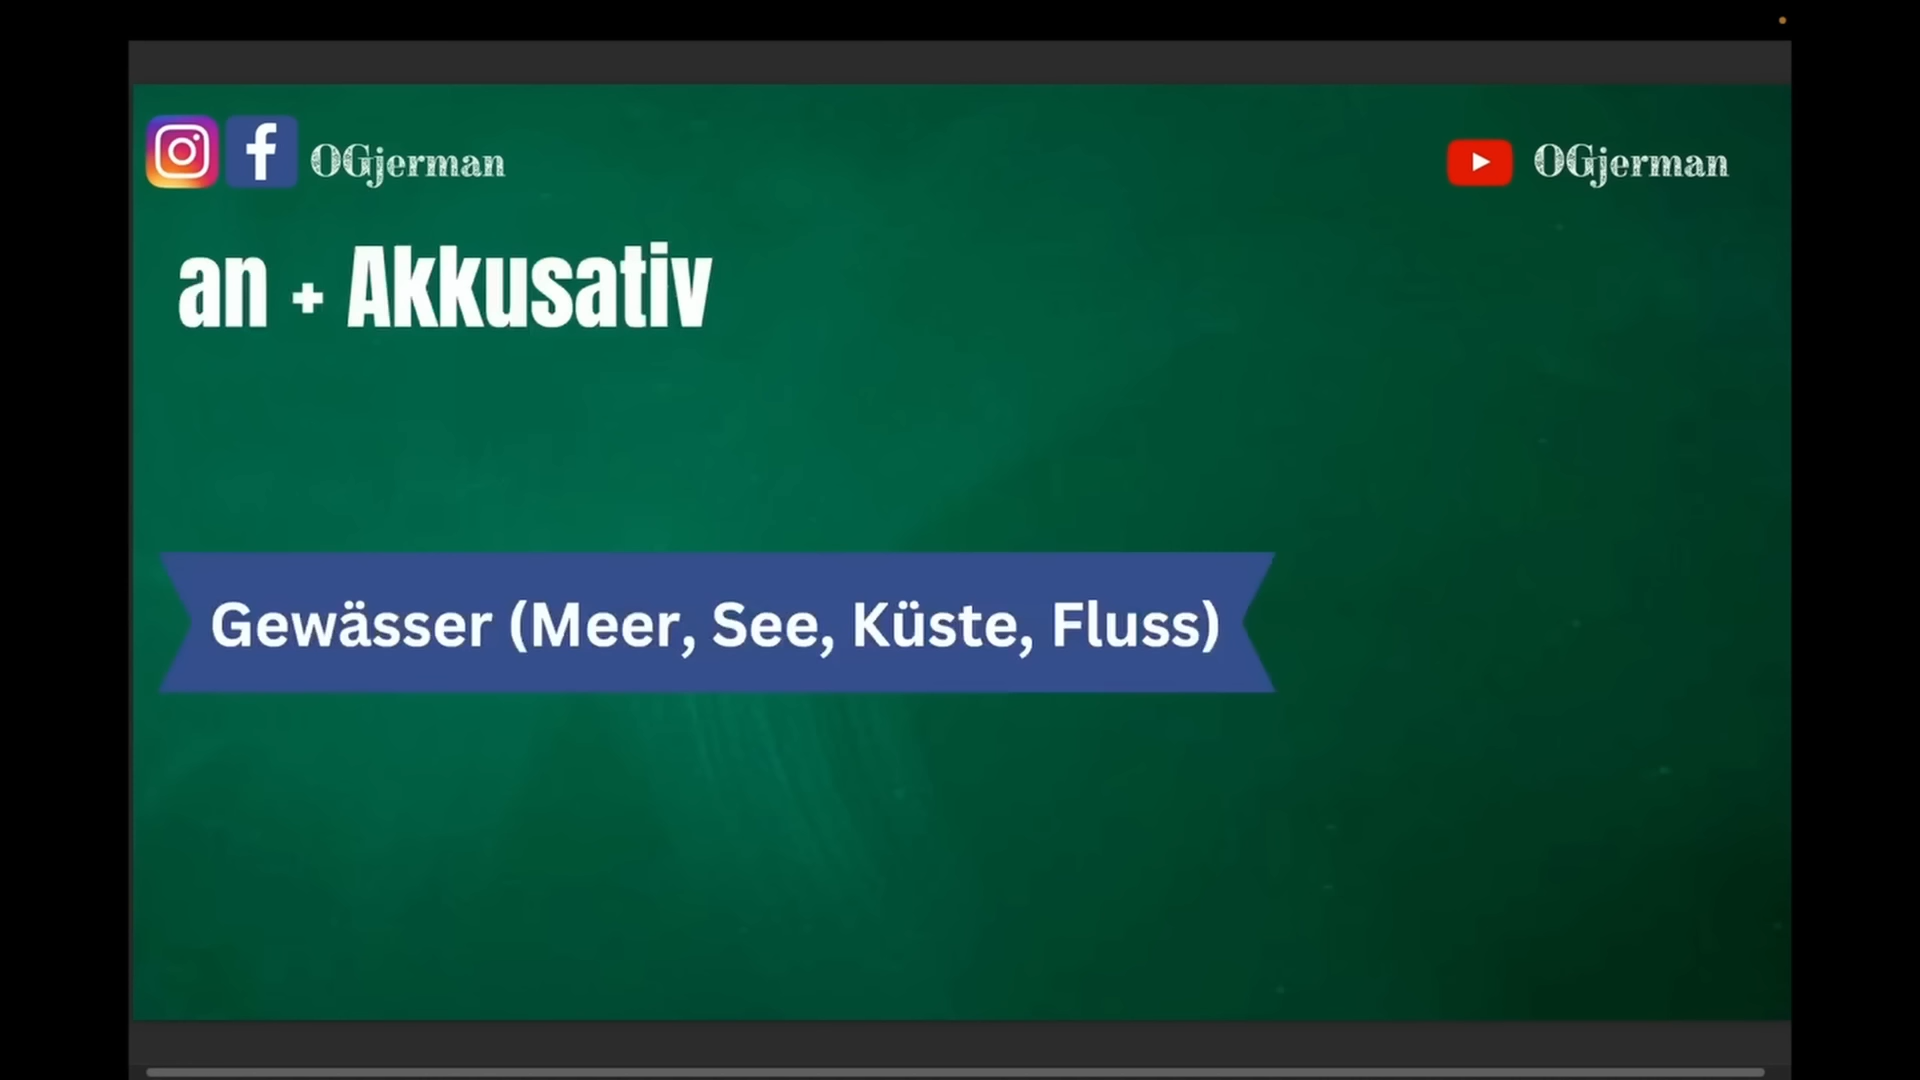 OGjerman
OGjerman
an + Akkusativ
Gewässer (Meer, See, Küste, Fluss)